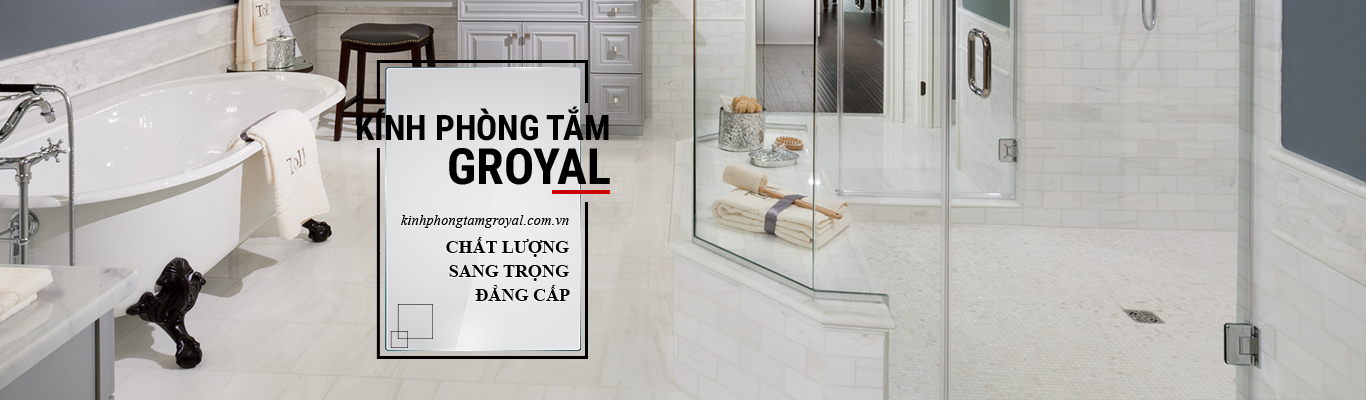 KÍNH PHÒNG TẮM
GROYAL
kinhphongtamgroyal.com.vn
CHẤT LƯỢNG
SANG TRỌNG
ĐẲNG CẤP